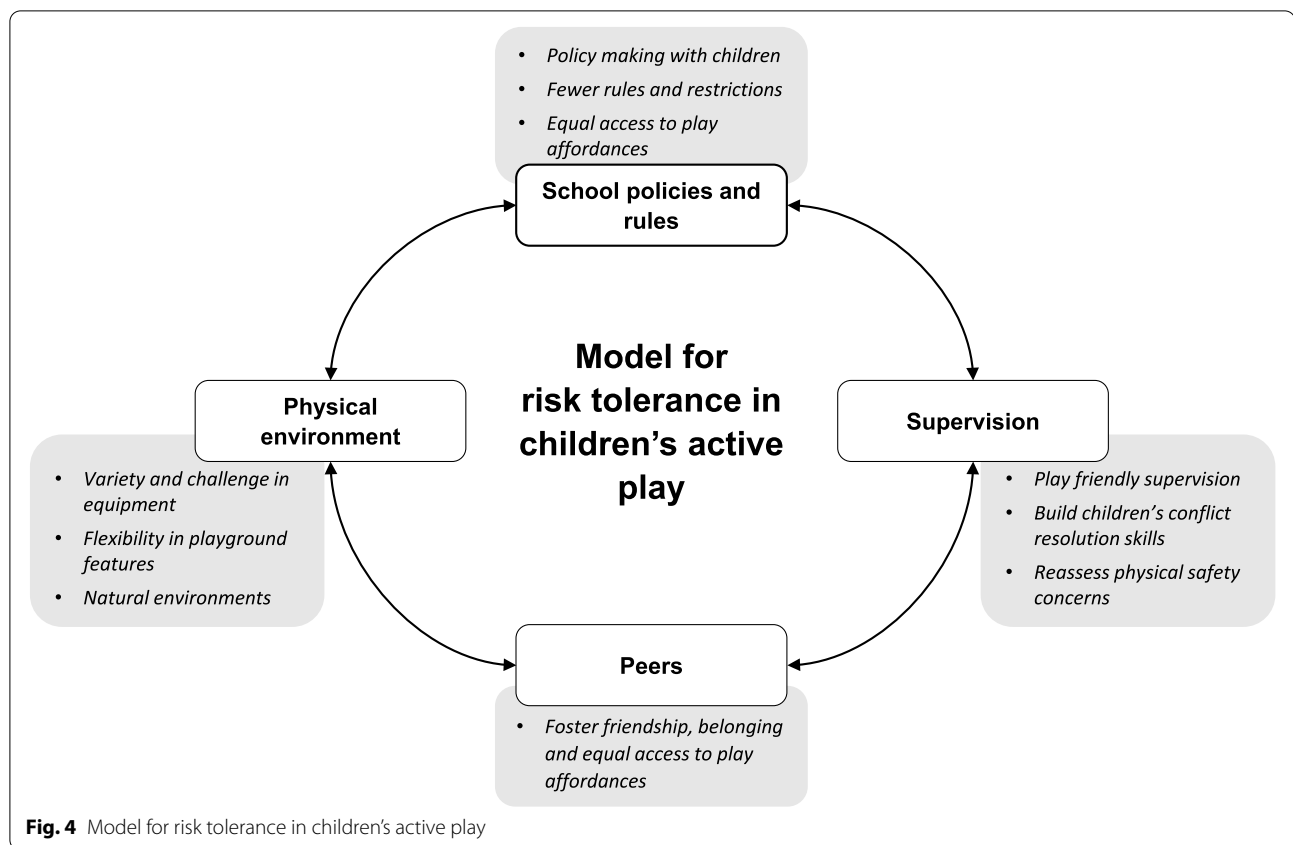 • Policy making with children
• Fewer rules and restrictions
• Equal access to play
affordances
School policies and
rules
Model for
risk tolerance in
children’s active
play
Physical
environment
• Variety and challenge in
equipment
• Flexibility in playground
features
• Natural environments
Supervision
• Play friendly supervision
• Build children’s conflict
resolution skills
• Reassess physical safety
concerns
Peers
• Foster friendship, belonging
and equal access to play
affordances
Fig. 4 Model for risk tolerance in children’s active play